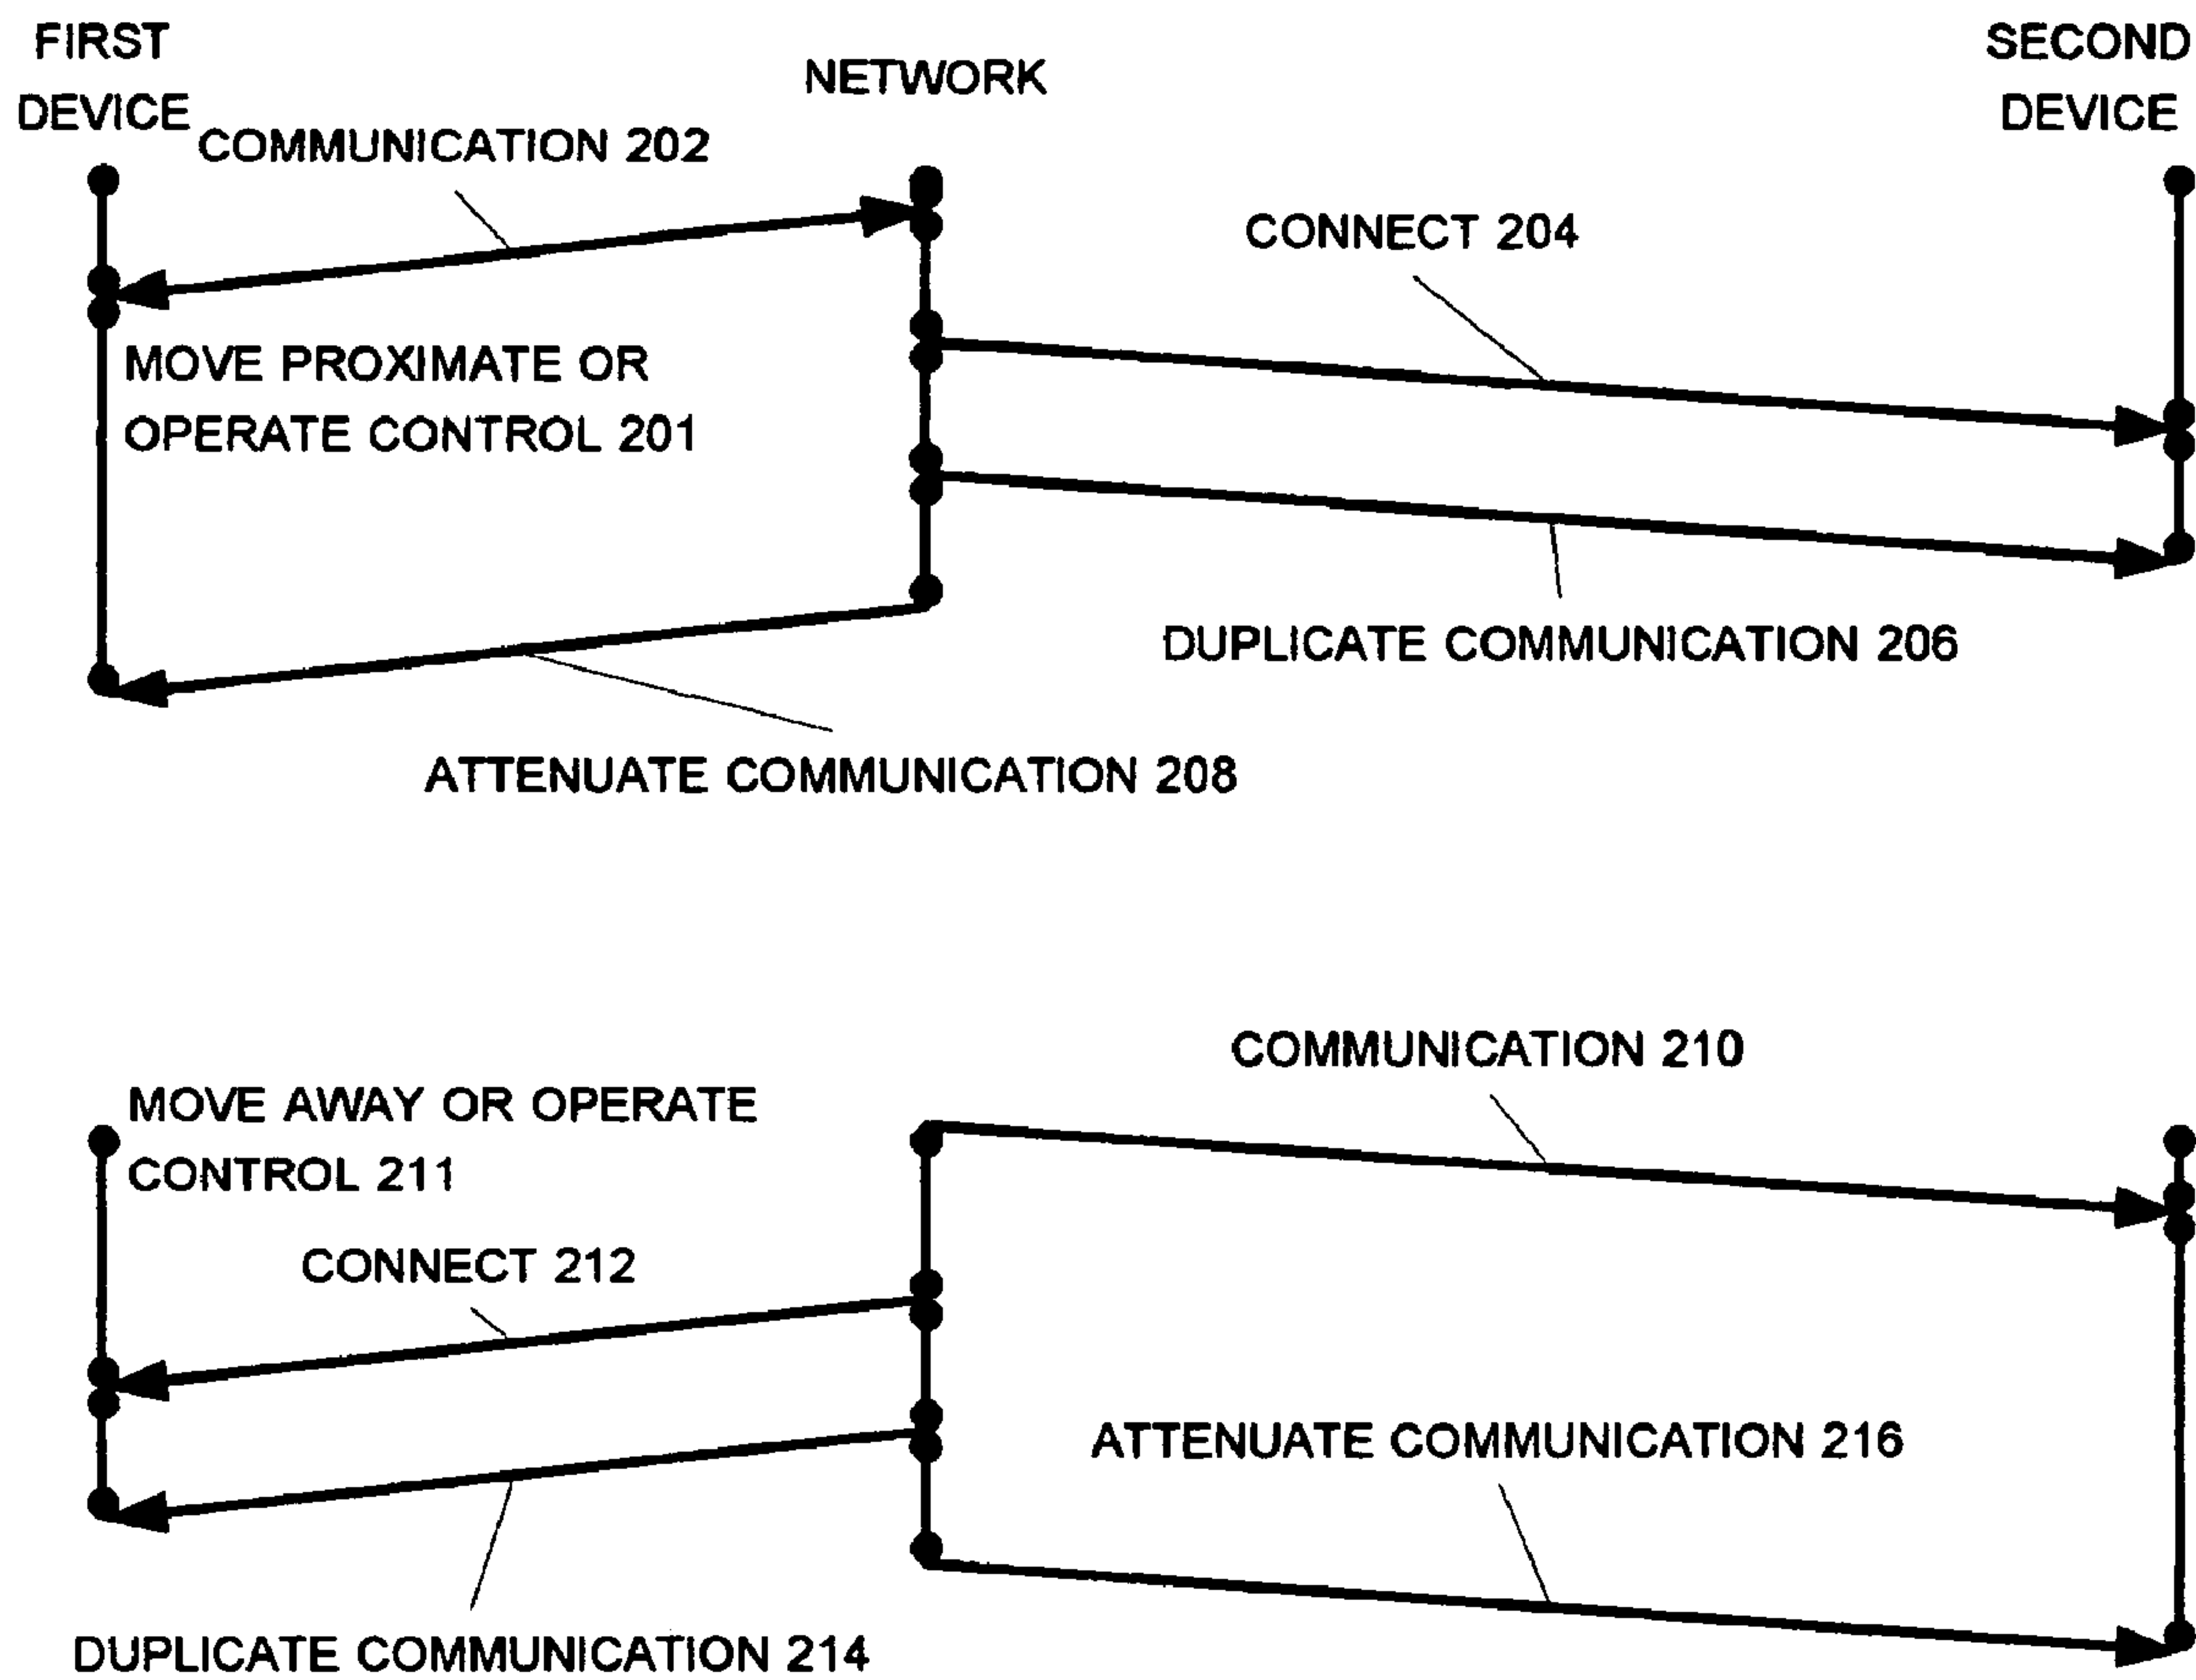 FIRST
DEVICE
NETWORK
SECOND
DEVICE
COMMUNICATION 202
CONNECT 204
MOVE PROXIMATE OR
OPERATE CONTROL 201
DUPLICATE COMMUNICATION 206
ATTENUATE COMMUNICATION 208
COMMUNICATION 210
MOVE AWAY OR OPERATE
CONTROL 211
CONNECT 212
ATTENUATE COMMUNICATION 216
DUPLICATE COMMUNICATION 214